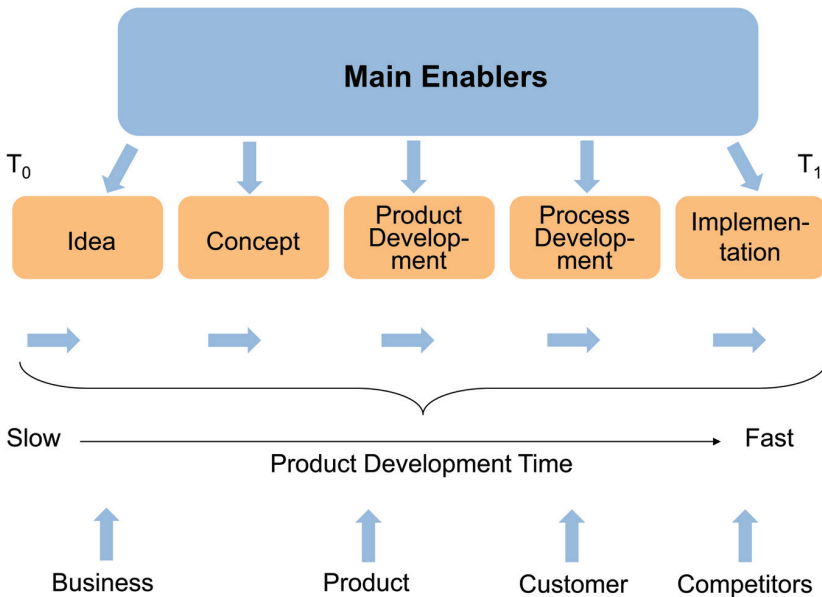 Main Enablers
T₀
T₁
Idea
Concept
Product
Develop-
ment
Process
Develop-
ment
Implemen-
tation
Slow
Fast
Product Development Time
Business
Product
Customer
Competitors